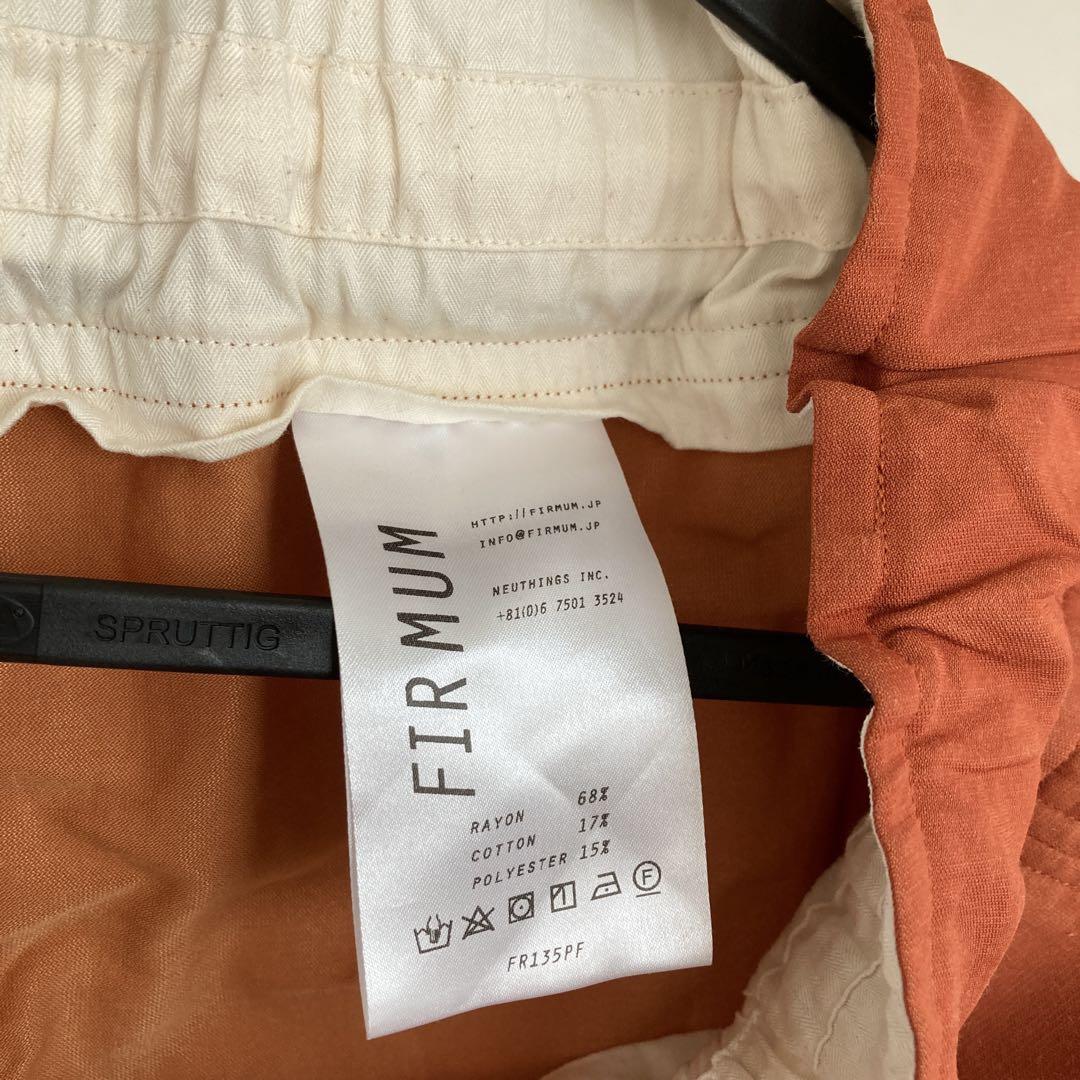 HTTP://FIRMUM.JP
INFO@FIRMUM.JP
NEUTHINGS INC.
+81(0)6 7501 3524
FIRMUM
SPRUTTIG
RAYON 68%
COTTON 17%
POLYESTER 15%
F
FR135PF